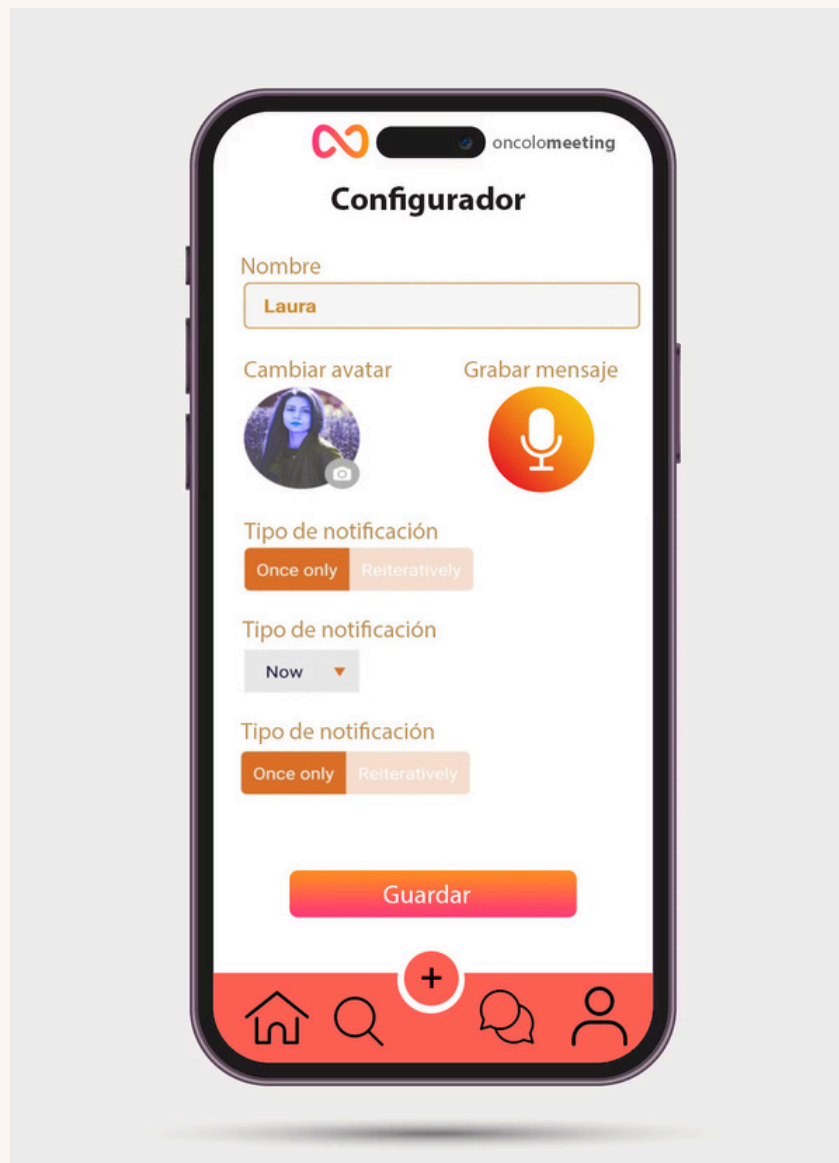 oncolomeeting
Configurador
Nombre
Laura
Cambiar avatar Grabar mensaje
Tipo de notificación
Once only Reiteratively
Tipo de notificación
Now
Tipo de notificación
Once only Reiteratively
Guardar
+